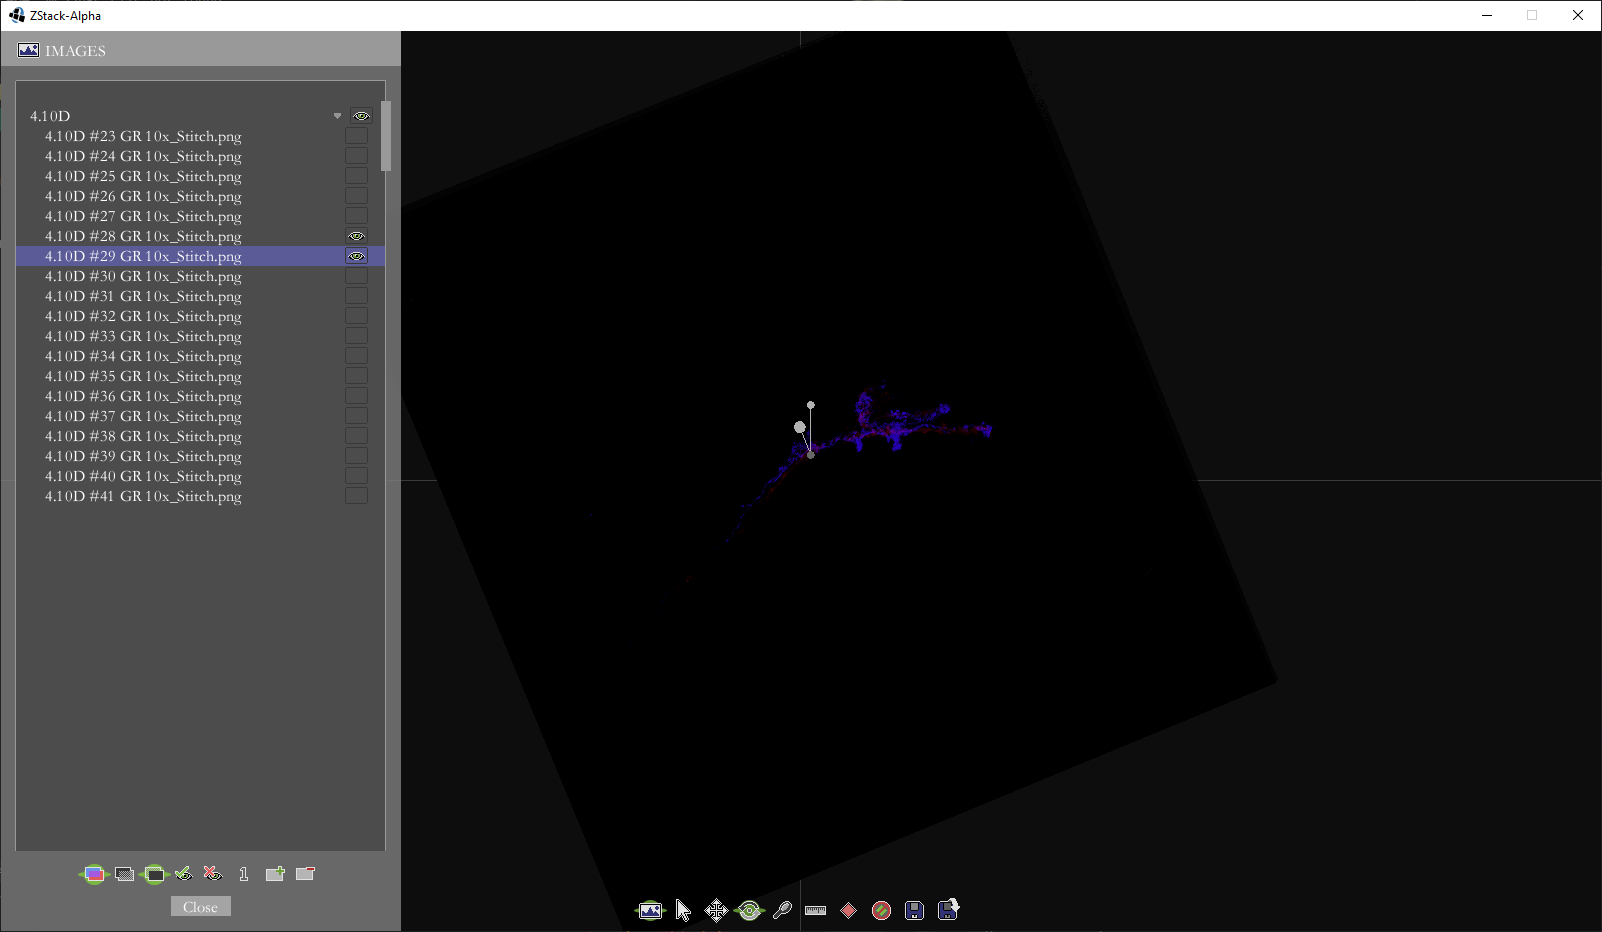 ZStack-Alpha
IMAGES
4.10D
4.10D #23 GR 10x_Stitch.png
4.10D #24 GR 10x_Stitch.png
4.10D #25 GR 10x_Stitch.png
4.10D #26 GR 10x_Stitch.png
4.10D #27 GR 10x_Stitch.png
4.10D #28 GR 10x_Stitch.png
4.10D #29 GR 10x_Stitch.png
4.10D #30 GR 10x_Stitch.png
4.10D #31 GR 10x_Stitch.png
4.10D #32 GR 10x_Stitch.png
4.10D #33 GR 10x_Stitch.png
4.10D #34 GR 10x_Stitch.png
4.10D #35 GR 10x_Stitch.png
4.10D #36 GR 10x_Stitch.png
4.10D #37 GR 10x_Stitch.png
4.10D #38 GR 10x_Stitch.png
4.10D #39 GR 10x_Stitch.png
4.10D #40 GR 10x_Stitch.png
4.10D #41 GR 10x_Stitch.png
1
Close